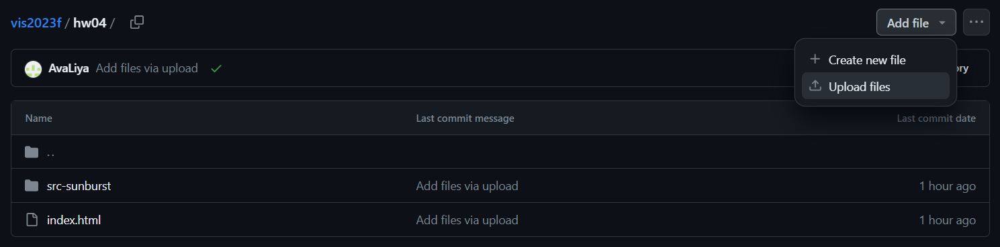 vis2023f / hw04 /
Add file
AvaLiya Add files via upload
Create new file
Upload files
Name Last commit message Last commit date
..
src-sunburst Add files via upload 1 hour ago
index.html Add files via upload 1 hour ago